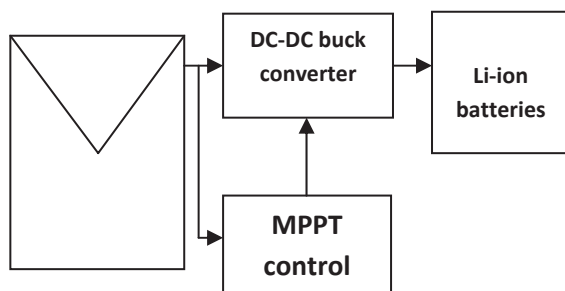 DC-DC buck
converter
Li-ion
batteries
MPPT
control